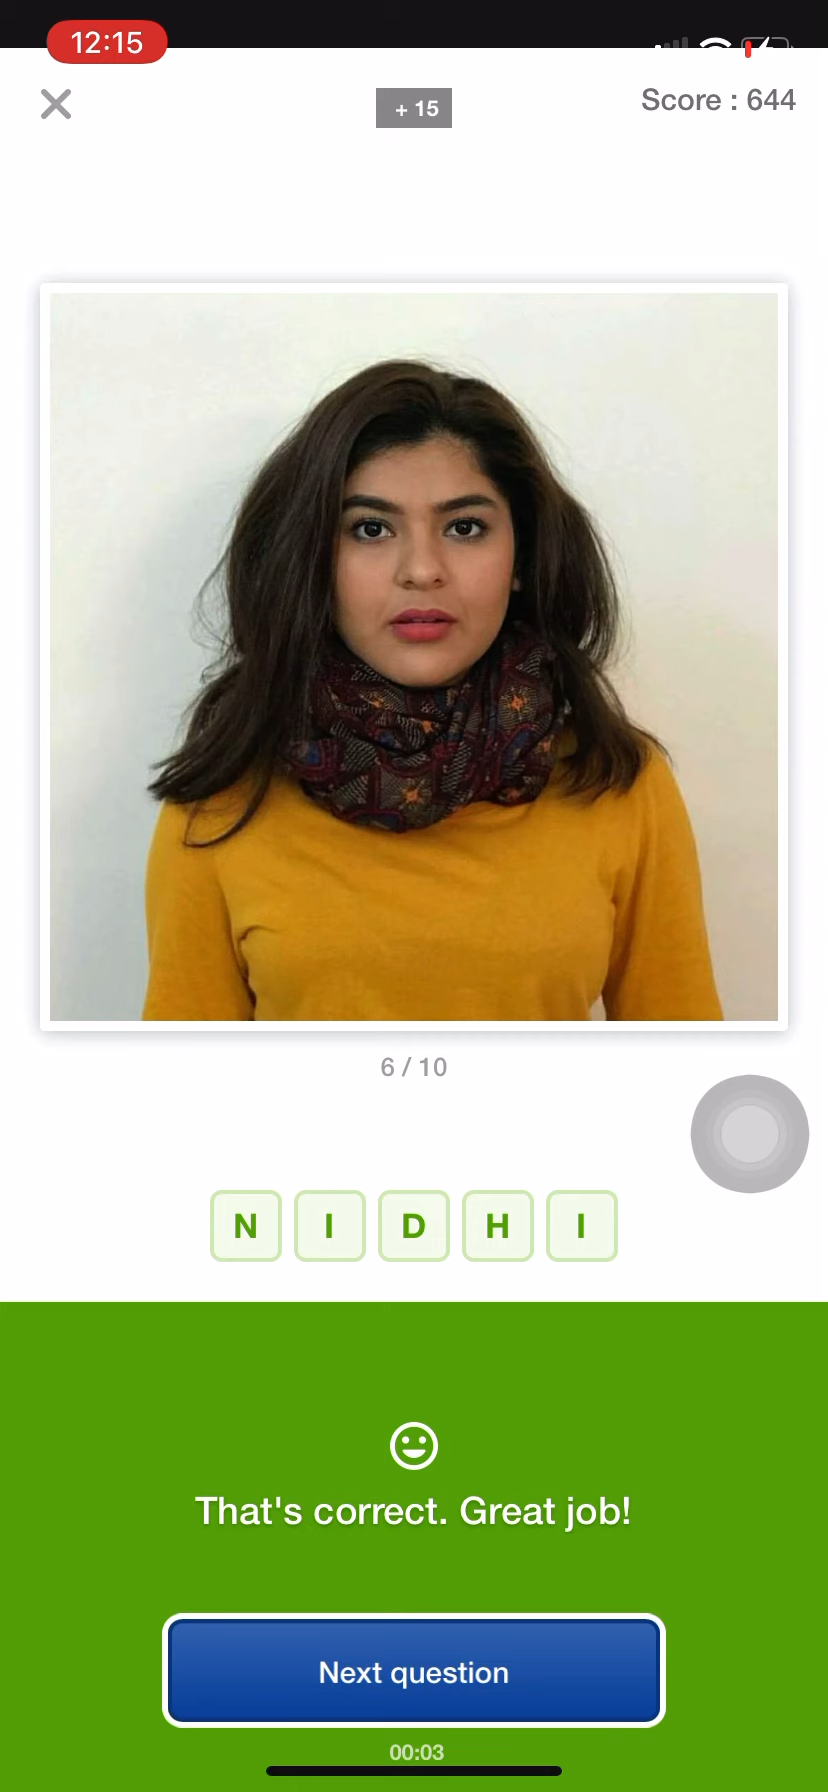 12:15
+ 15
Score : 644
6 / 10
N I D H I
That's correct. Great job!
Next question
00:03